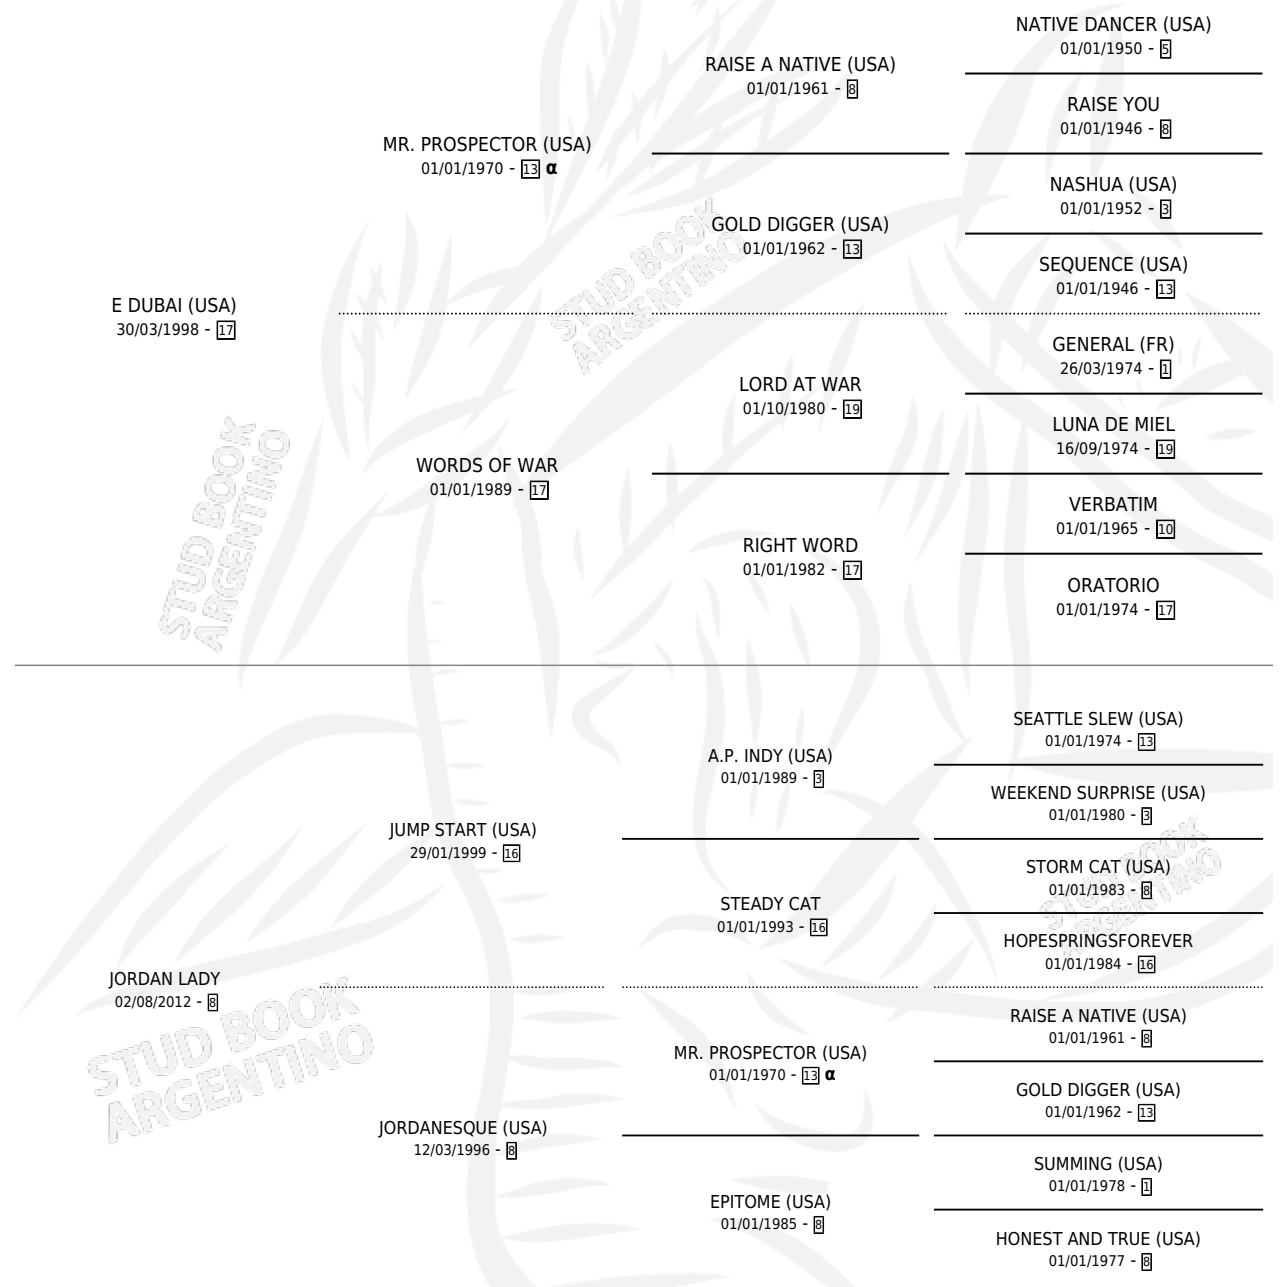 NATIVE DANCER (USA)
01/01/1950 - 5
RAISE A NATIVE (USA)
01/01/1961 - 8
RAISE YOU
01/01/1946 - 8
MR. PROSPECTOR (USA)
01/01/1970 - 13 α
NASHUA (USA)
01/01/1952 - 3
GOLD DIGGER (USA)
01/01/1962 - 13
SEQUENCE (USA)
01/01/1946 - 13
E DUBAI (USA)
30/03/1998 - 17
GENERAL (FR)
26/03/1974 - 1
LORD AT WAR
01/10/1980 - 19
LUNA DE MIEL
16/09/1974 - 19
WORDS OF WAR
01/01/1989 - 17
VERBATIM
01/01/1965 - 10
RIGHT WORD
01/01/1982 - 17
ORATORIO
01/01/1974 - 17
SEATTLE SLEW (USA)
01/01/1974 - 13
A.P. INDY (USA)
01/01/1989 - 3
WEEKEND SURPRISE (USA)
01/01/1980 - 3
JUMP START (USA)
29/01/1999 - 16
STORM CAT (USA)
01/01/1983 - 8
STEADY CAT
01/01/1993 - 16
HOPESPRINGSFOREVER
01/01/1984 - 16
JORDAN LADY
02/08/2012 - 8
RAISE A NATIVE (USA)
01/01/1961 - 8
MR. PROSPECTOR (USA)
01/01/1970 - 13 α
GOLD DIGGER (USA)
01/01/1962 - 13
JORDANESQUE (USA)
12/03/1996 - 8
SUMMING (USA)
01/01/1978 - 1
EPITOME (USA)
01/01/1985 - 8
HONEST AND TRUE (USA)
01/01/1977 - 8
STUD BOOK
ARGENTINO
STUD BOOK
ARGENTINO
STUD BOOK
ARGENTINO
STUD BOOK
ARGENTINO